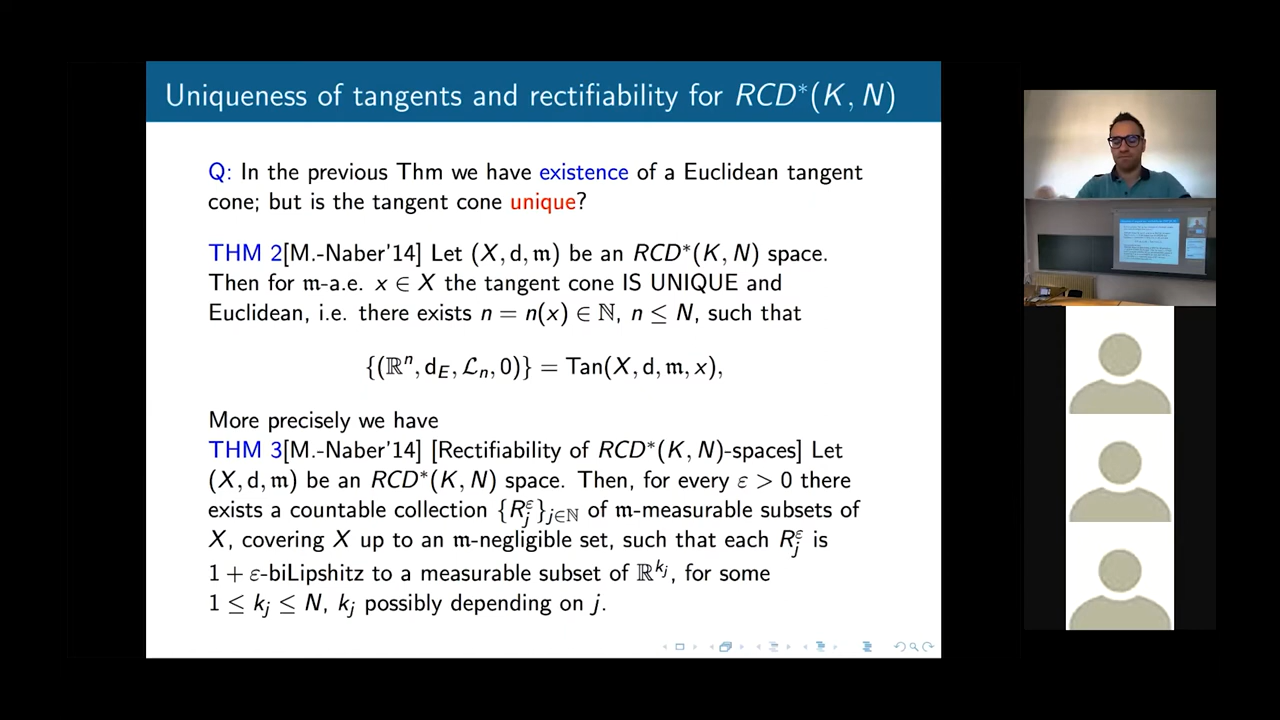 Uniqueness of tangents and rectifiability for RCD*(K, N)
Q: In the previous Thm we have existence of a Euclidean tangent
cone; but is the tangent cone unique?
THM 2[M.-Naber'14] Let (X, d, 𝔪) be an RCD*(K, N) space.
Then for 𝔪-a.e. x ∈ X the tangent cone IS UNIQUE and
Euclidean, i.e. there exists n = n(x) ∈ ℕ, n ≤ N, such that
{(ℝⁿ, d_E, ℒ_n, 0)} = Tan(X, d, 𝔪, x),
More precisely we have
THM 3[M.-Naber'14] [Rectifiability of RCD*(K, N)-spaces] Let
(X, d, 𝔪) be an RCD*(K, N) space. Then, for every ε > 0 there
exists a countable collection {R_j^ε}_{j∈ℕ} of 𝔪-measurable subsets of
X, covering X up to an 𝔪-negligible set, such that each R_j^ε is
1 + ε-biLipshitz to a measurable subset of ℝ^{k_j}, for some
1 ≤ k_j ≤ N, k_j possibly depending on j.